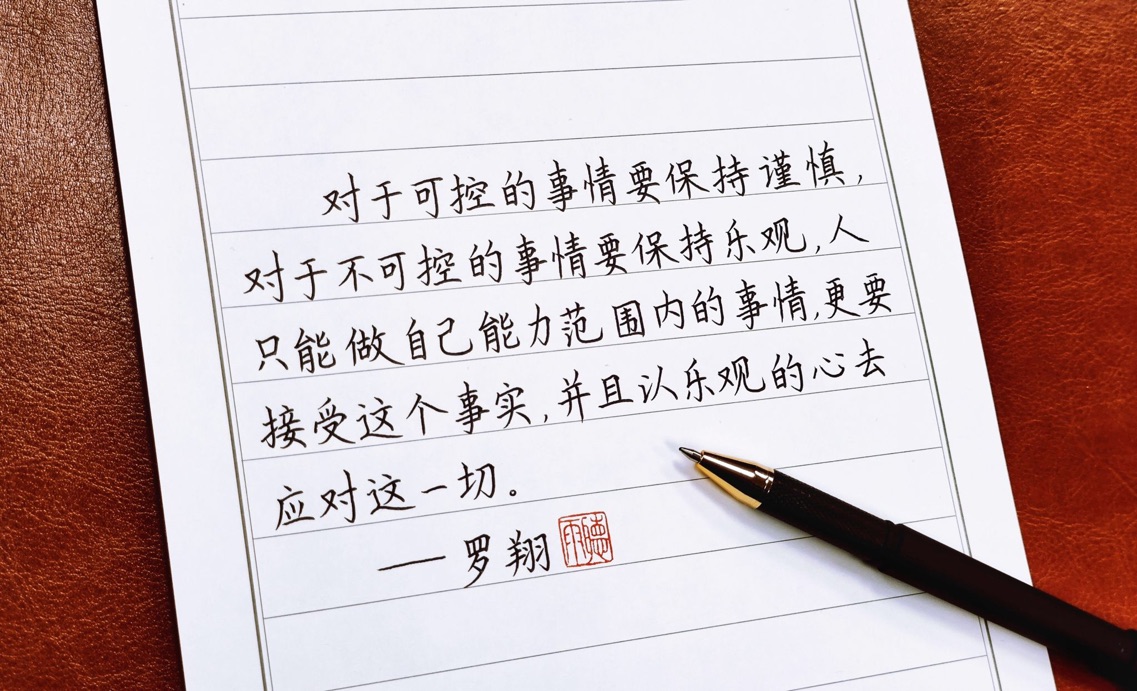 对于可控的事情要保持谨慎,
对于不可控的事情要保持乐观,人
只能做自己能力范围内的事情,更要
接受这个事实,并且认乐观的心去
应对这一切。
——罗翔